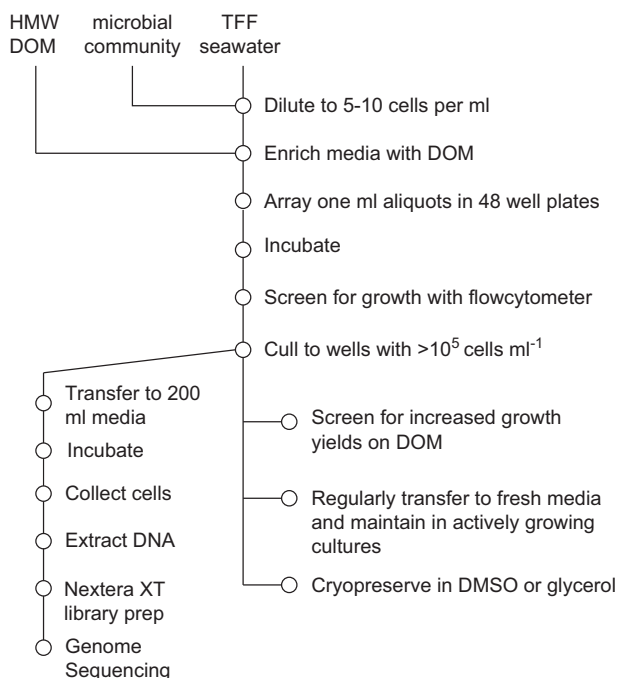 HMW
DOM
microbial
community
TFF
seawater
Dilute to 5-10 cells per ml
Enrich media with DOM
Array one ml aliquots in 48 well plates
Incubate
Screen for growth with flowcytometer
Cull to wells with >10⁵ cells ml⁻¹
Transfer to 200
ml media
Incubate
Collect cells
Extract DNA
Nextera XT
library prep
Genome
Sequencing
Screen for increased growth
yields on DOM
Regularly transfer to fresh media
and maintain in actively growing
cultures
Cryopreserve in DMSO or glycerol